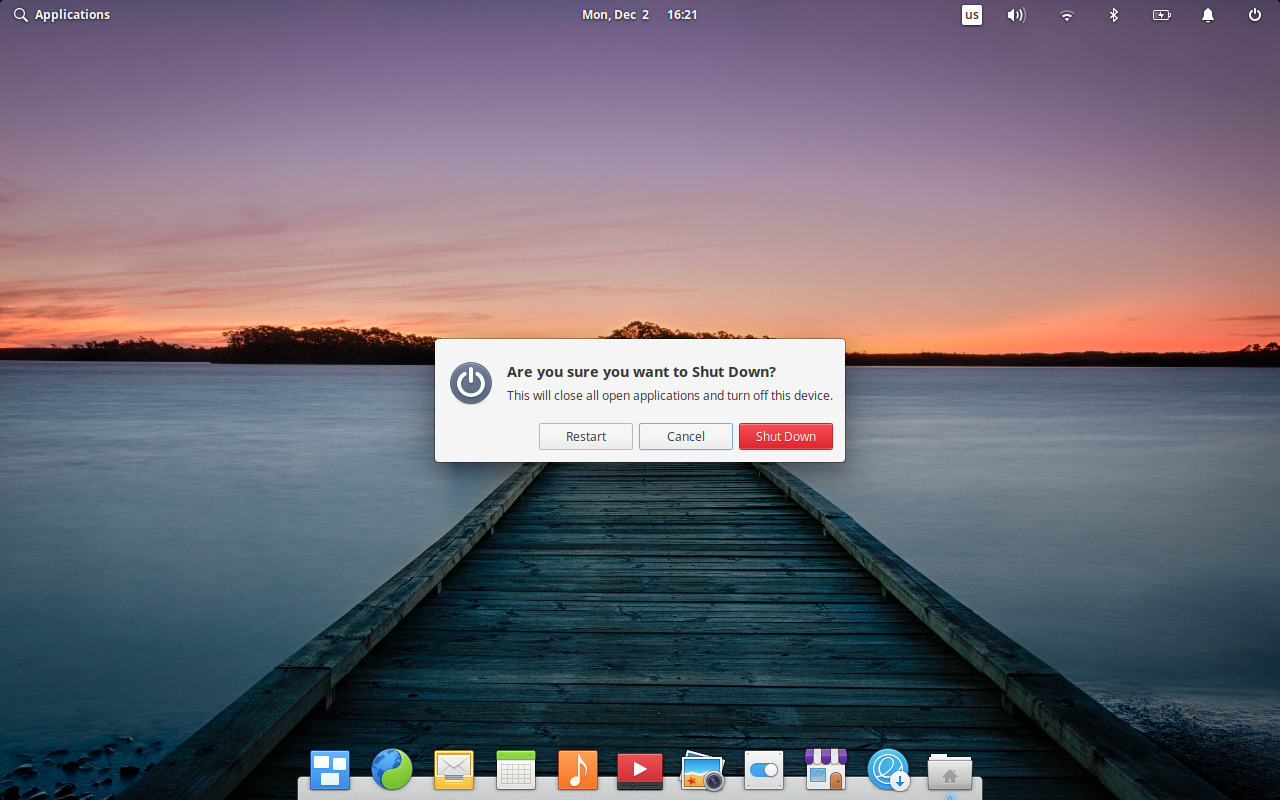 Applications
Mon, Dec 2 16:21
us
Are you sure you want to Shut Down?
This will close all open applications and turn off this device.
Restart
Cancel
Shut Down